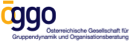 öggo
Österreichische Gesellschaft für
Gruppendynamik und Organisationsberatung